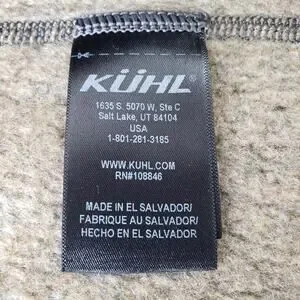 KÜHL
1635 S. 5070 W, Ste C
Salt Lake, UT 84104
USA
1-801-281-3185
WWW.KUHL.COM
RN#108846
MADE IN EL SALVADOR/
FABRIQUE AU SALVADOR/
HECHO EN EL SALVADOR